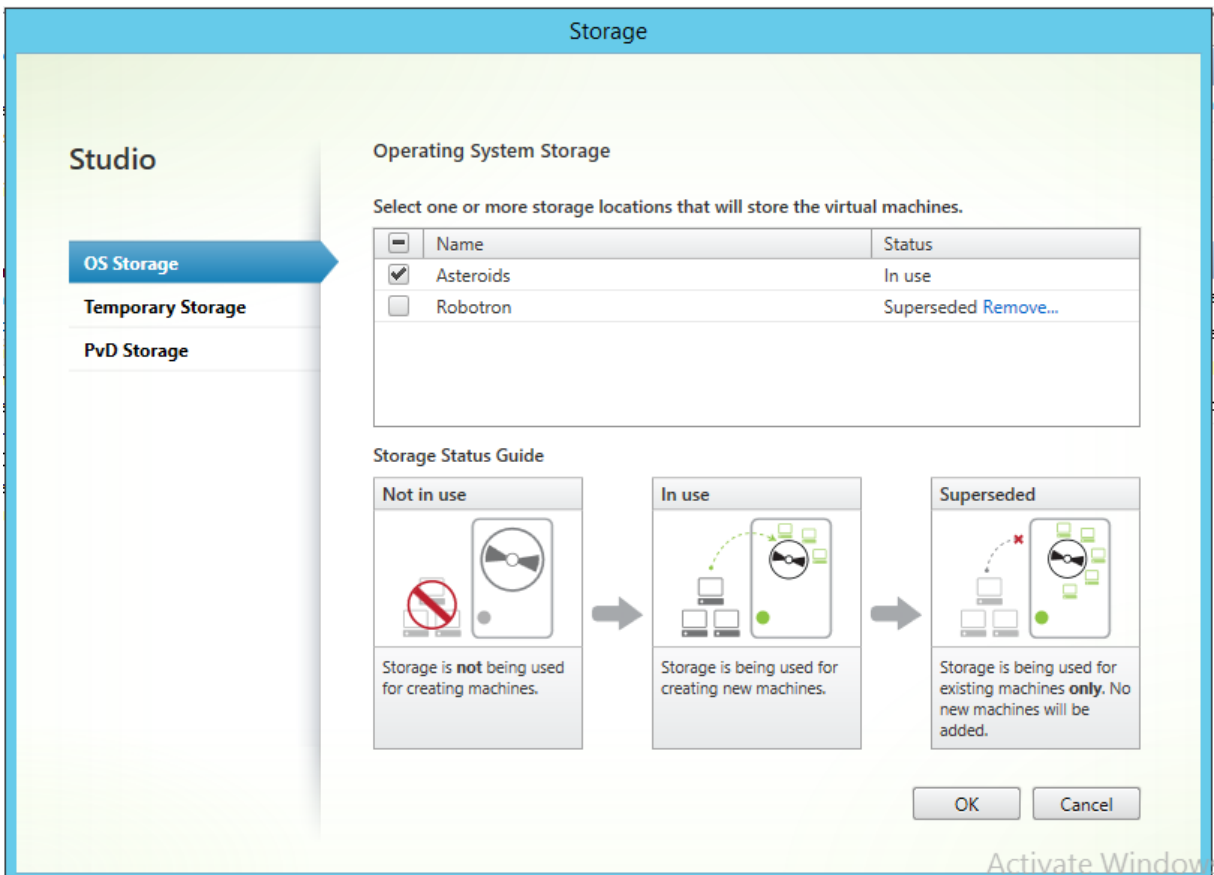 Storage
Studio
OS Storage
Temporary Storage
PvD Storage
Operating System Storage
Select one or more storage locations that will store the virtual machines.
Name Status
Asteroids In use
Robotron Superseded Remove...
Storage Status Guide
Not in use
Storage is not being used
for creating machines.
In use
Storage is being used for
creating new machines.
Superseded
Storage is being used for
existing machines only. No
new machines will be
added.
OK Cancel
Activate Window